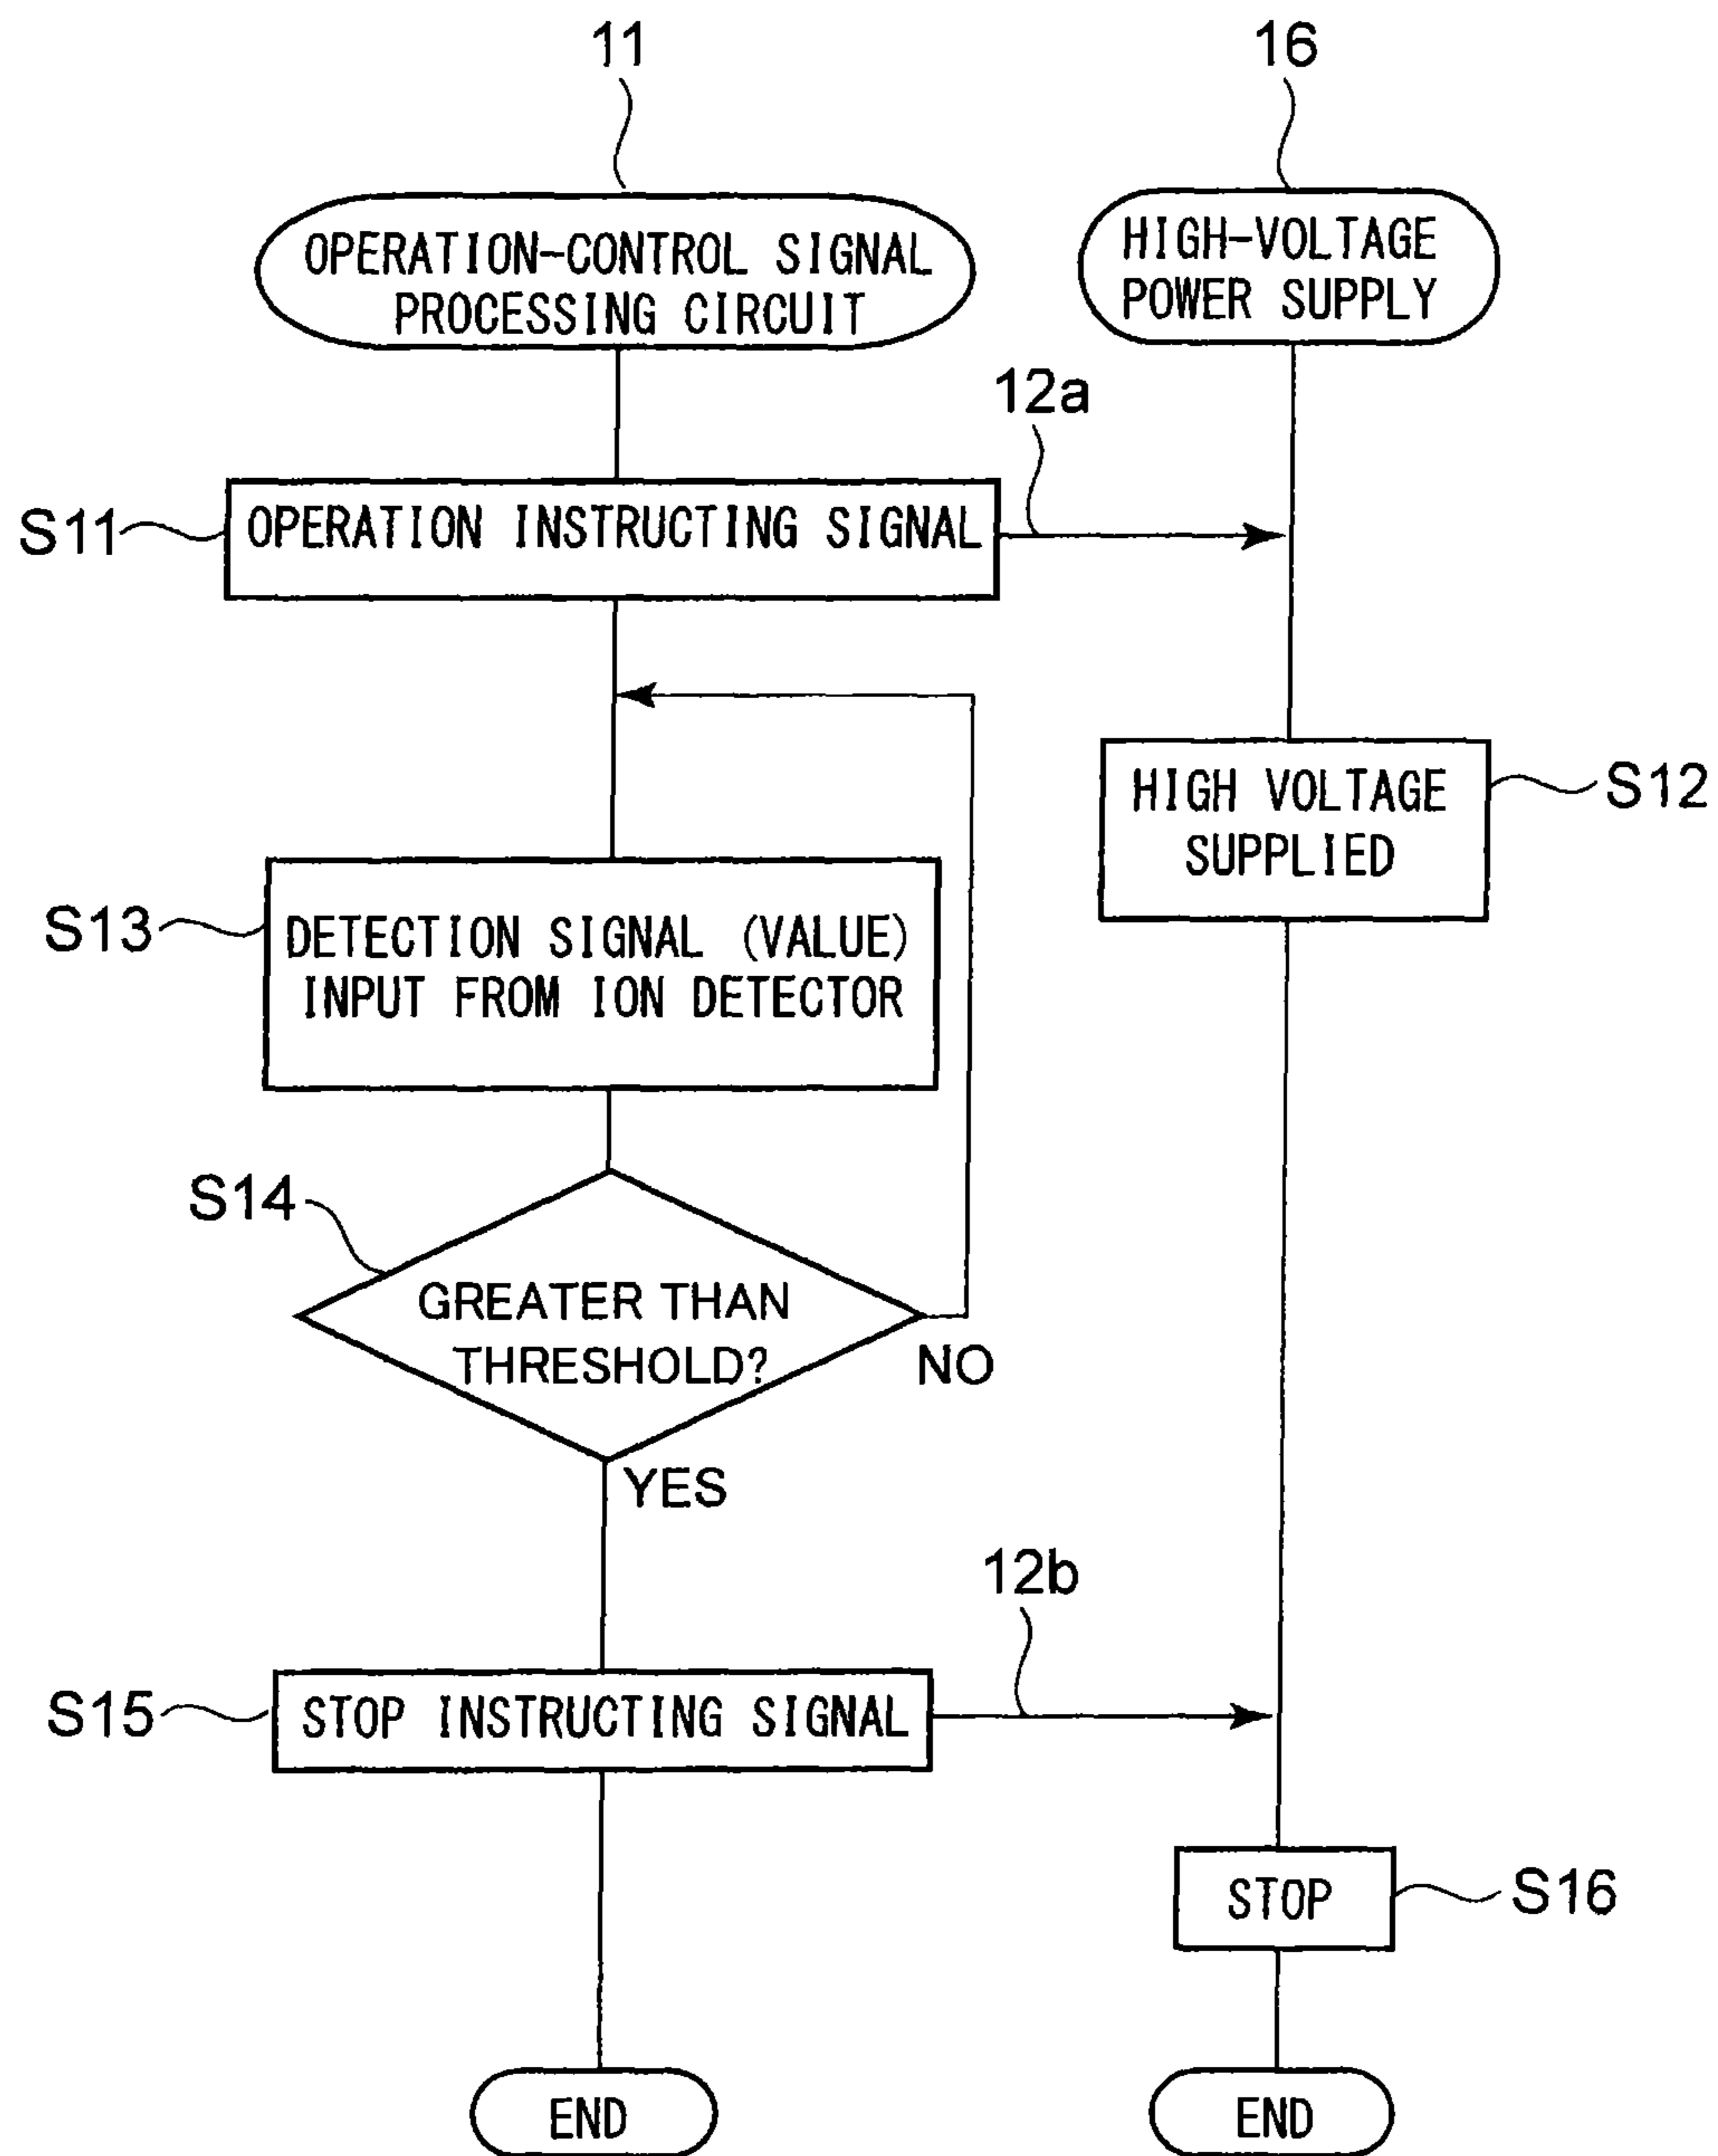 11
16
OPERATION-CONTROL SIGNAL
PROCESSING CIRCUIT
HIGH-VOLTAGE
POWER SUPPLY
12a
S11
OPERATION INSTRUCTING SIGNAL
HIGH VOLTAGE
SUPPLIED
S12
S13
DETECTION SIGNAL (VALUE)
INPUT FROM ION DETECTOR
S14
GREATER THAN
THRESHOLD?
NO
YES
12b
S15
STOP INSTRUCTING SIGNAL
STOP
S16
END
END